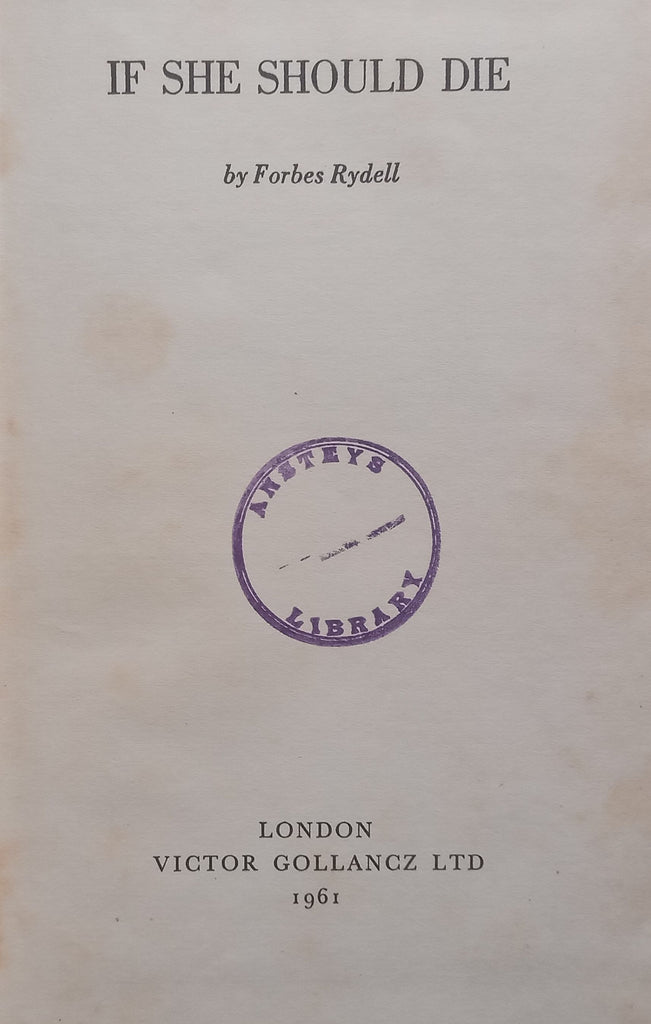 IF SHE SHOULD DIE
by Forbes Rydell
ANSTEYS
LIBRARY
LONDON
VICTOR GOLLANCZ LTD
1961